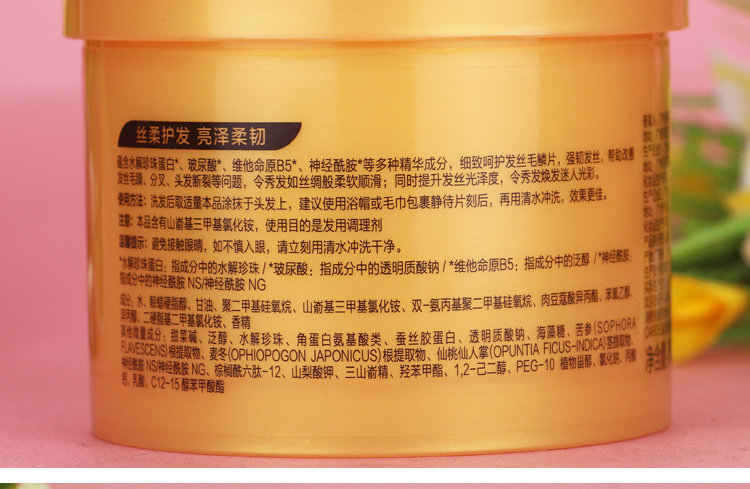 丝柔护发 亮泽柔韧
蕴含水解珍珠蛋白*、玻尿酸*、维他命原B5*、神经酰胺*等多种精华成分，细致呵护发丝毛鳞片，强韧发丝，帮助改善
发丝毛躁、分叉、头发断裂等问题，令秀发如丝绸般柔软顺滑；同时提升发丝光泽度，令秀发焕发迷人光彩。
使用方法：洗发后取适量本品涂抹于头发上，建议使用浴帽或毛巾包裹静待片刻后，再用清水冲洗，效果更佳。
注意：本品含有山嵛基三甲基氯化铵，使用目的是发用调理剂
温馨提示：避免接触眼睛，如不慎入眼，请立刻用清水冲洗干净。
*水解珍珠蛋白：指成分中的水解珍珠 / *玻尿酸：指成分中的透明质酸钠 / *维他命原B5：指成分中的泛醇 / *神经酰胺：
指成分中的神经酰胺 NS/神经酰胺 NG
成分：水、鲸蜡硬脂醇、甘油、聚二甲基硅氧烷、山嵛基三甲基氯化铵、双-氨丙基聚二甲基硅氧烷、肉豆蔻酸异丙酯、苯氧乙醇、
异丙醇、二硬脂基二甲基氯化铵、香精
其他微量成分：甜菜碱、泛醇、水解珍珠、角蛋白氨基酸类、蚕丝胶蛋白、透明质酸钠、海藻糖、苦参(SOPHORA
FLAVESCENS)根提取物、麦冬(OPHIOPOGON JAPONICUS)根提取物、仙桃仙人掌(OPUNTIA FICUS-INDICA)茎提取物、
神经酰胺 NS/神经酰胺 NG、棕榈酰六肽-12、山梨酸钾、三山嵛精、羟苯甲酯、1,2-己二醇、PEG-10 植物甾醇、氯化钠、丙酸
钙、乳酸、C12-15 醇苯甲酸酯
净含量